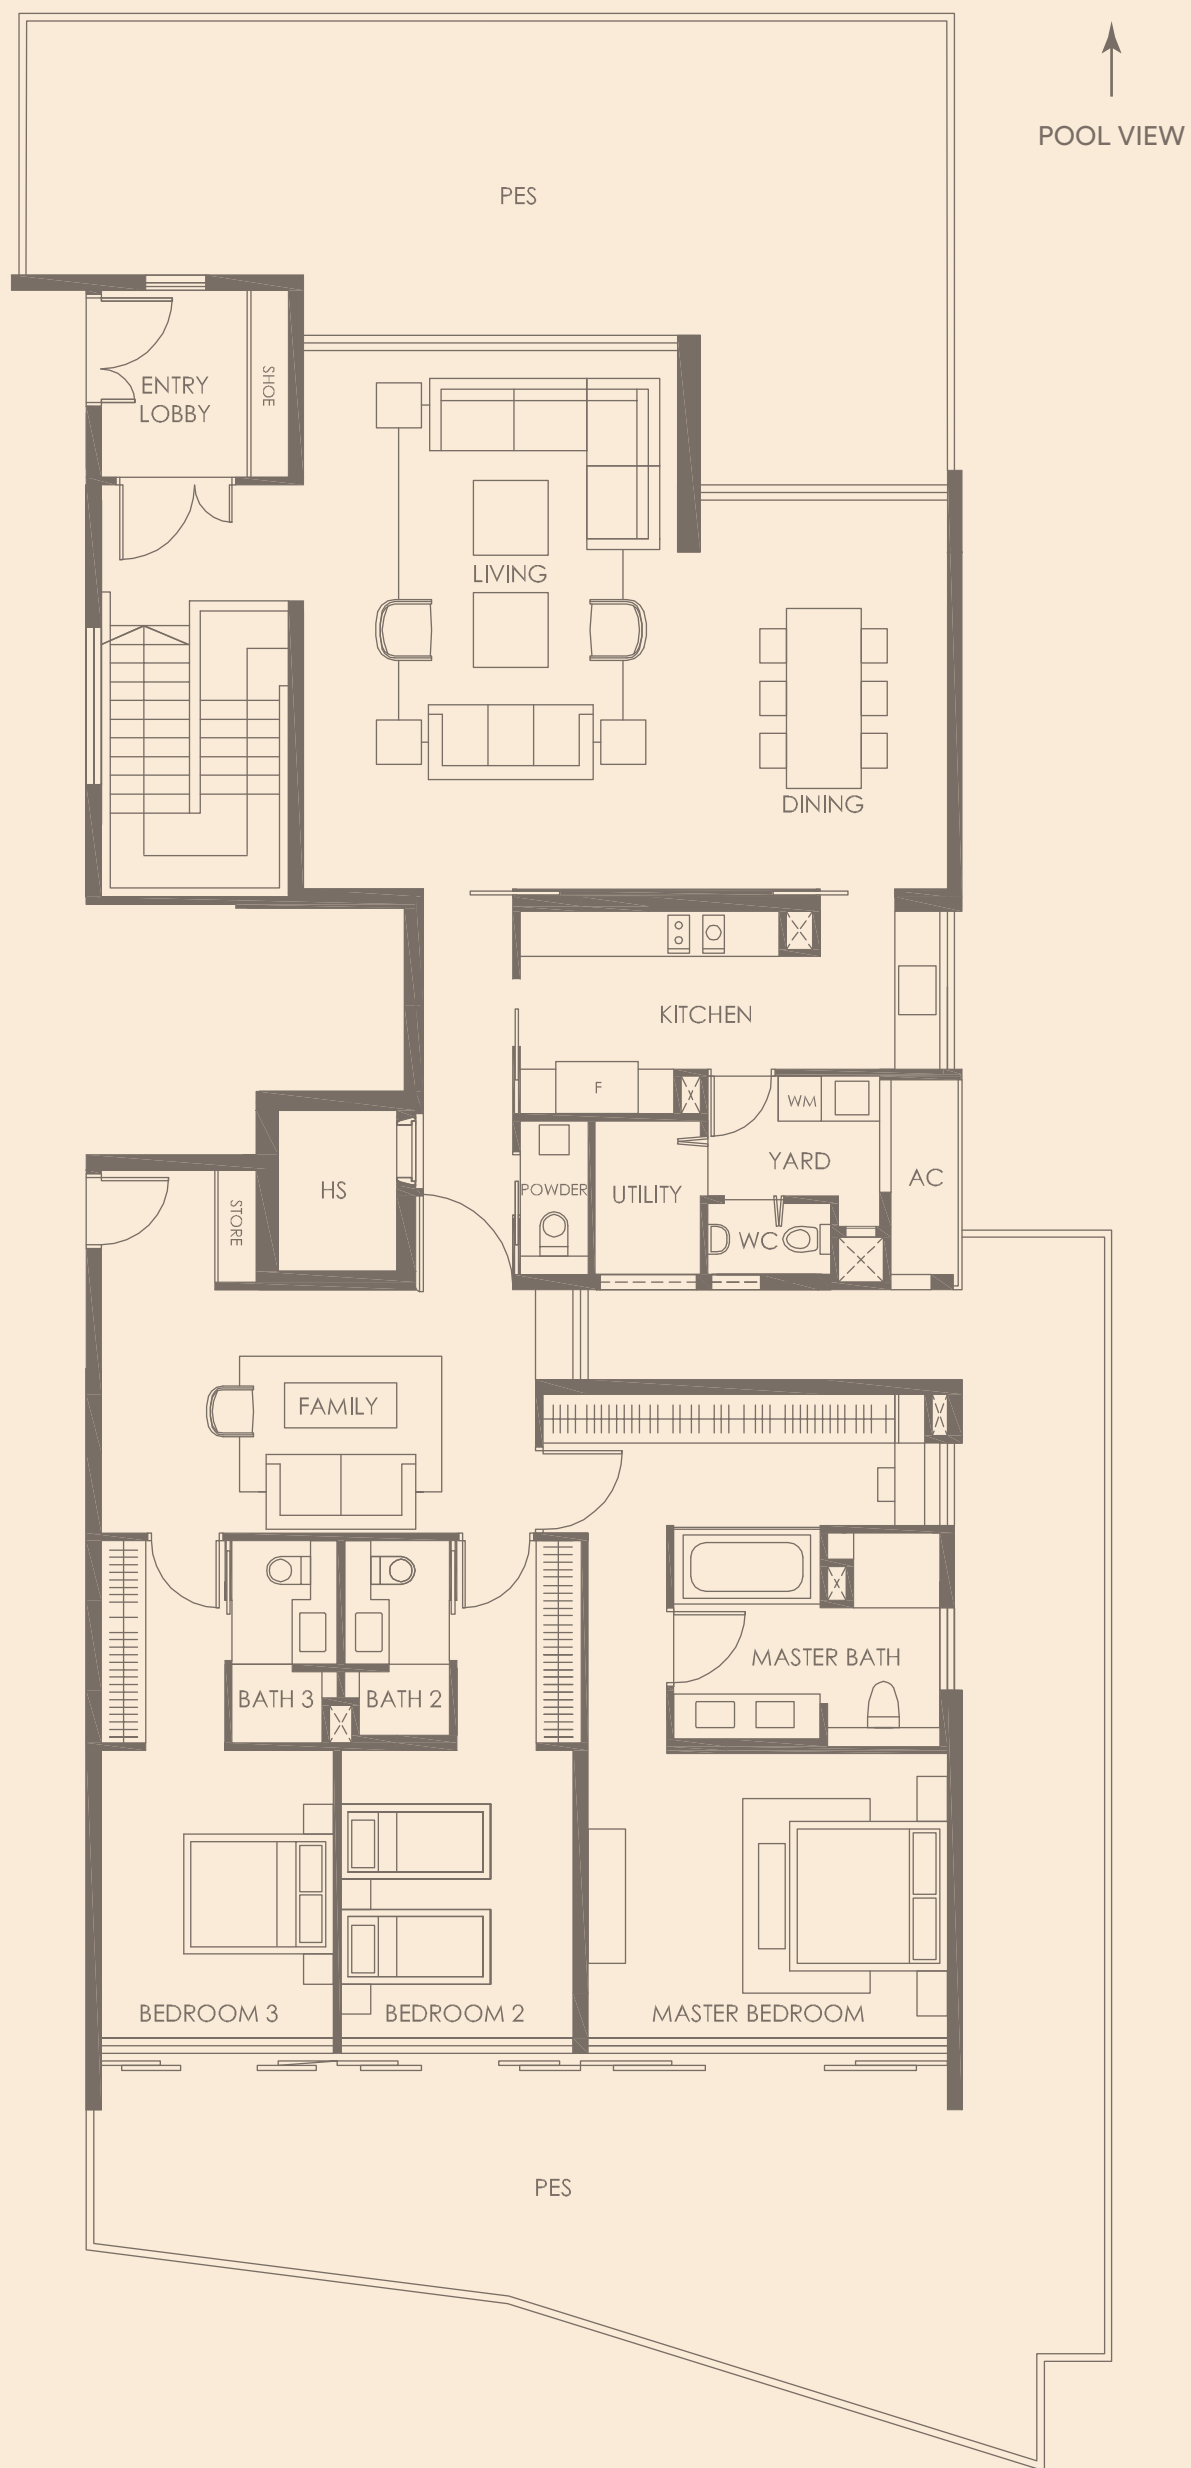 POOL VIEW
PES
ENTRY
LOBBY
SHOE
LIVING
DINING
KITCHEN
F
WM
YARD
AC
HS
STORE
POWDER
UTILITY
WC
FAMILY
MASTER BATH
BATH 3
BATH 2
BEDROOM 3
BEDROOM 2
MASTER BEDROOM
PES